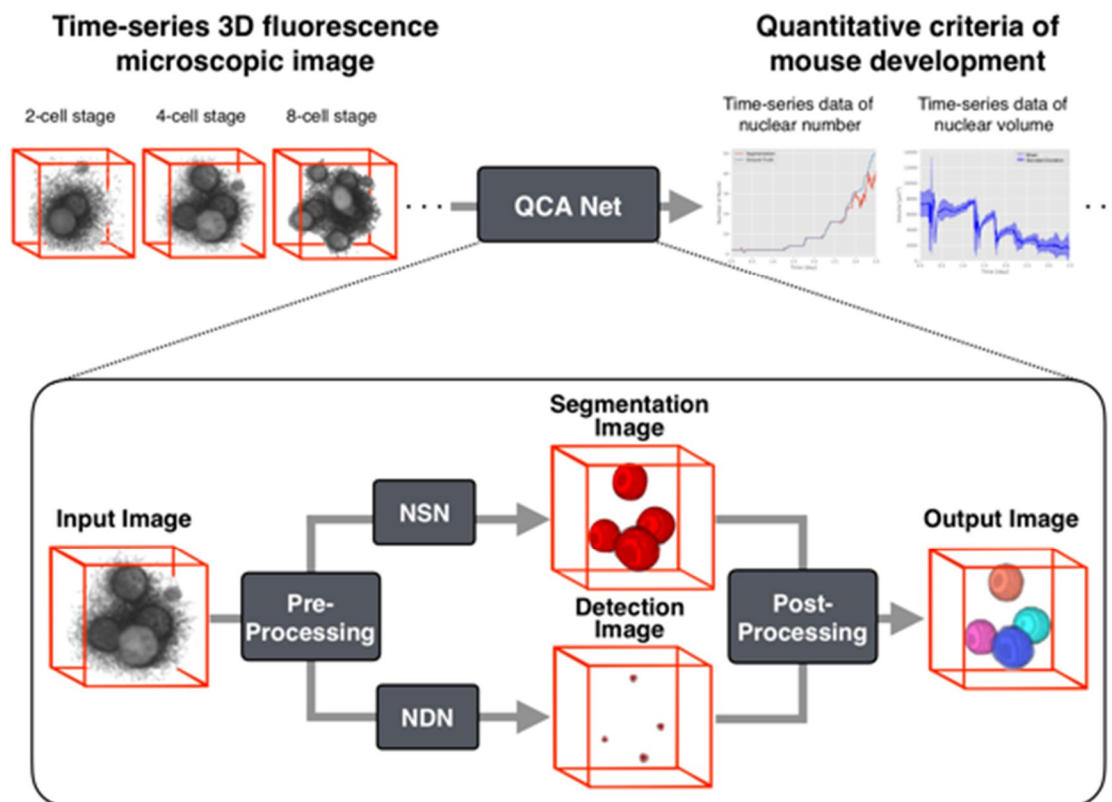 Time-series 3D fluorescence
microscopic image
Quantitative criteria of
mouse development
2-cell stage
4-cell stage
8-cell stage
Time-series data of
nuclear number
Time-series data of
nuclear volume
...
QCA Net
Segmentation
Image
NSN
Input Image
Output Image
Pre-
Processing
Detection
Image
Post-
Processing
NDN